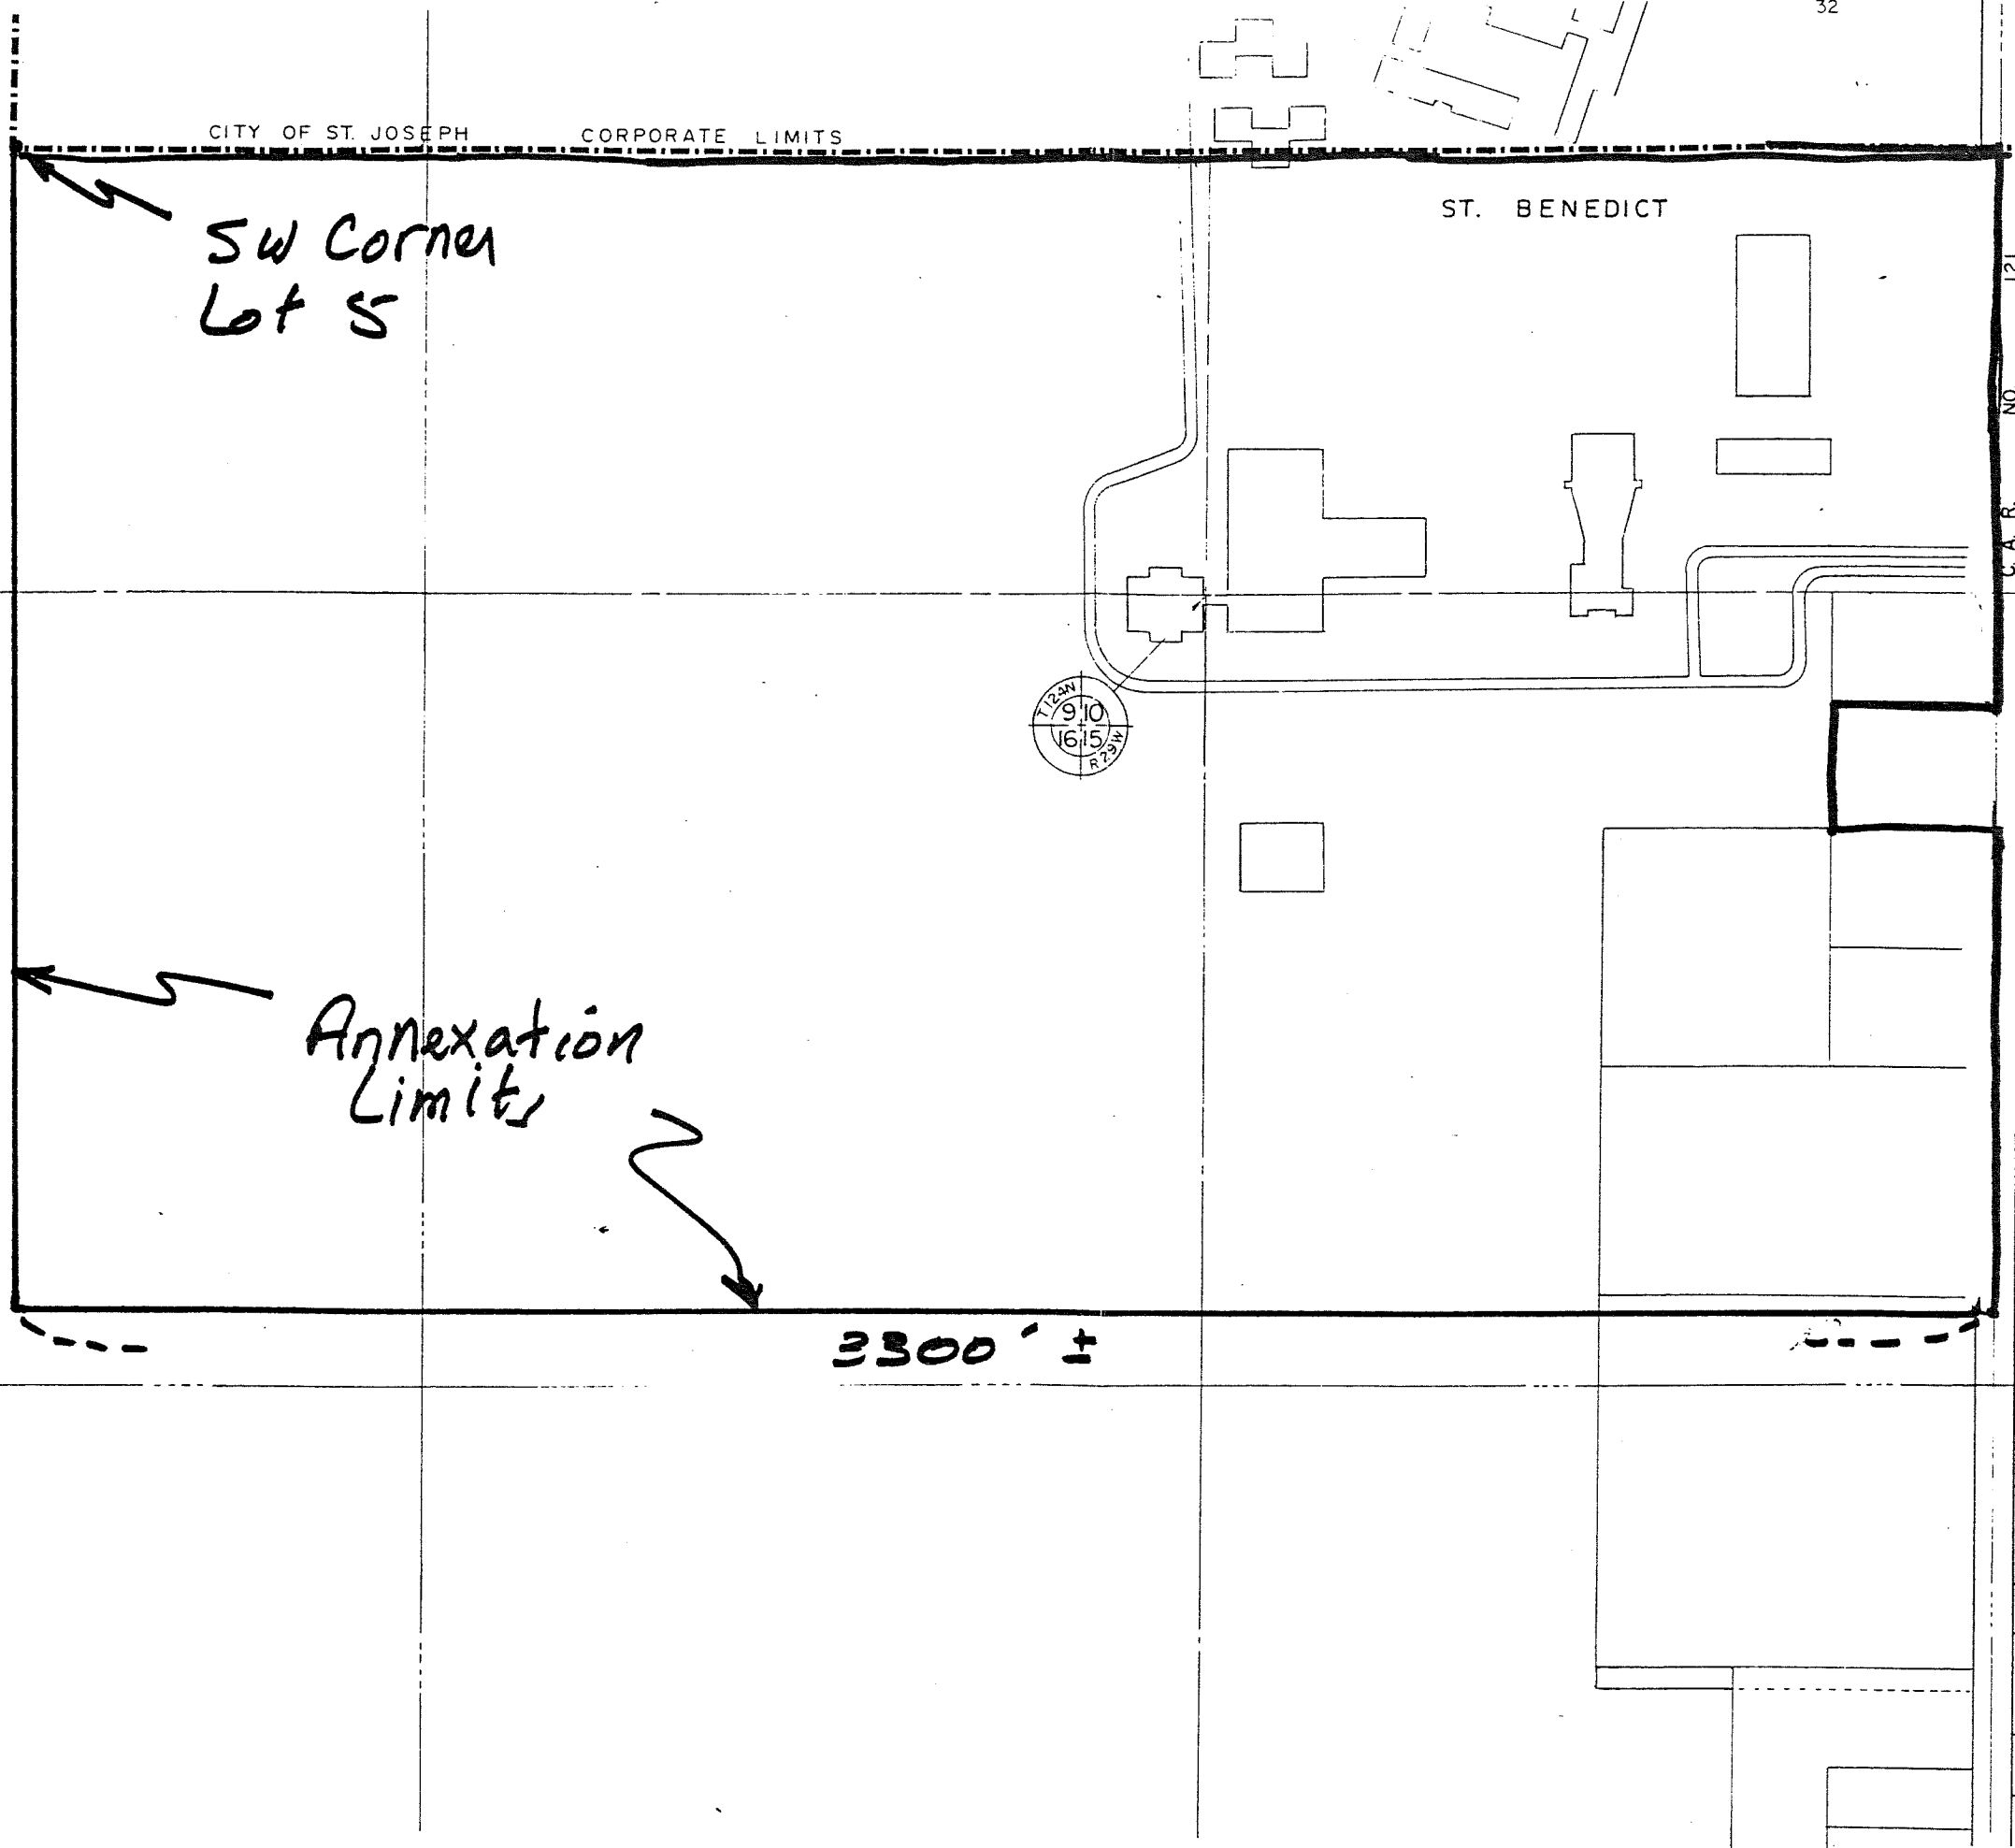 32
CITY OF ST. JOSEPH CORPORATE LIMITS
SW Corner
Lot 5
ST. BENEDICT
C. A. R. NO 121
T124N
9 10
16 15
R29W
Annexation
Limits
3300' ±